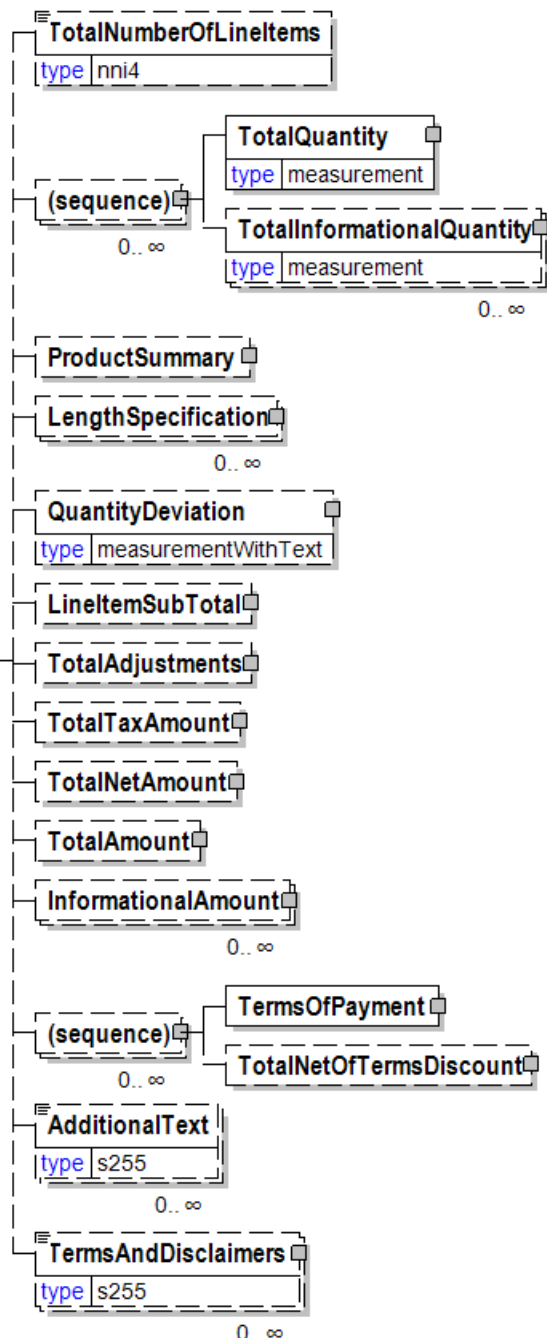 TotalNumberOfLineItems
type nni4
TotalQuantity
type measurement
(sequence)
0.. ∞
TotalInformationalQuantity
type measurement
0.. ∞
ProductSummary
LengthSpecification
0.. ∞
QuantityDeviation
type measurementWithText
LineItemSubTotal
TotalAdjustments
TotalTaxAmount
TotalNetAmount
TotalAmount
InformationalAmount
0.. ∞
TermsOfPayment
(sequence)
0.. ∞
TotalNetOfTermsDiscount
AdditionalText
type s255
0.. ∞
TermsAndDisclaimers
type s255
0.. ∞